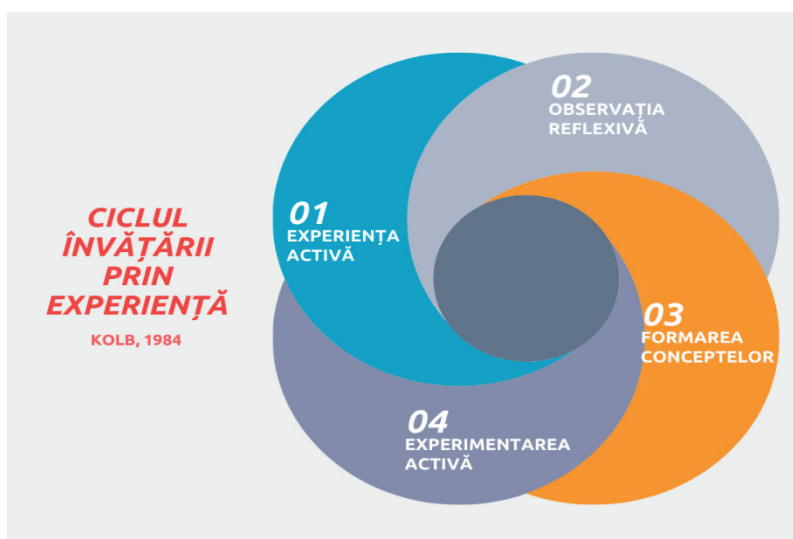 CICLUL
ÎNVĂȚĂRII
PRIN
EXPERIENȚĂ
KOLB, 1984
01
EXPERIENȚA
ACTIVĂ
02
OBSERVAȚIA
REFLEXIVĂ
03
FORMAREA
CONCEPTELOR
04
EXPERIMENTAREA
ACTIVĂ